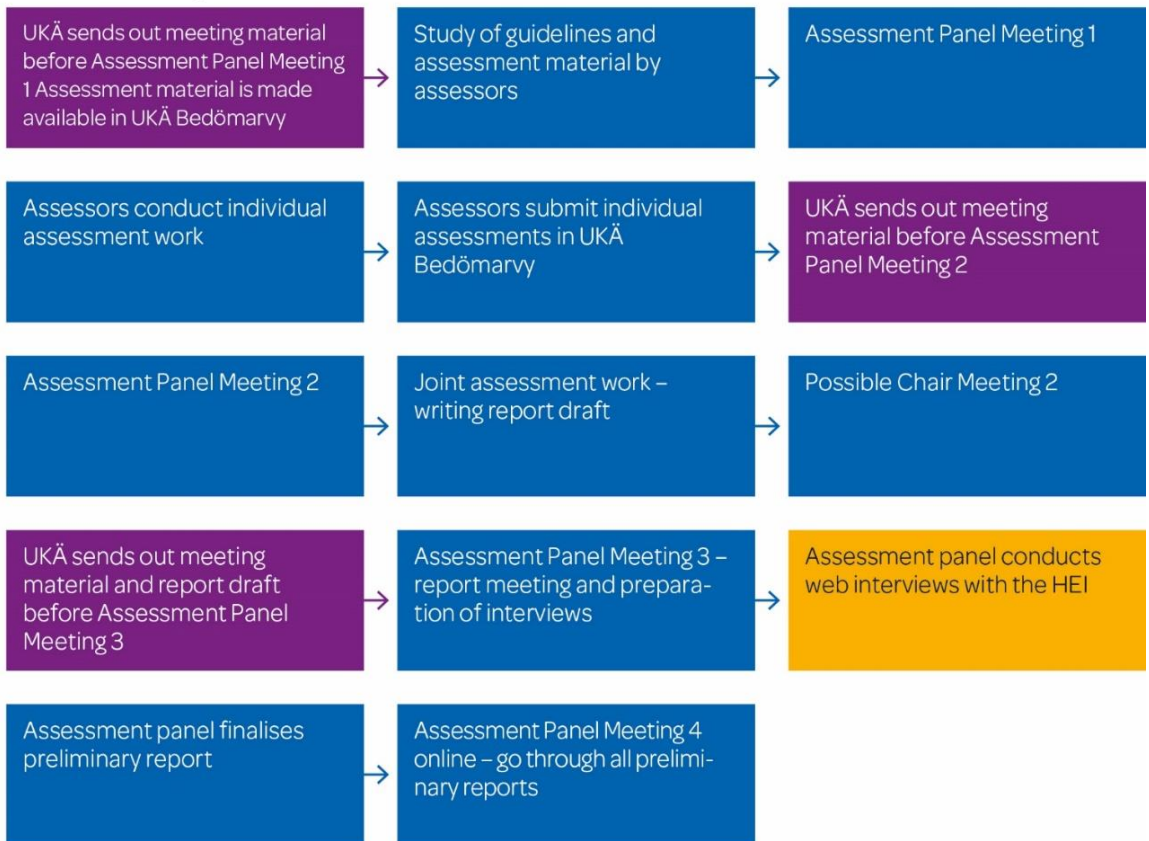 UKÄ sends out meeting material
before Assessment Panel Meeting
1 Assessment material is made
available in UKÄ Bedömarvy
Study of guidelines and
assessment material by
assessors
Assessment Panel Meeting 1
Assessors conduct individual
assessment work
Assessors submit individual
assessments in UKÄ
Bedömarvy
UKÄ sends out meeting
material before Assessment
Panel Meeting 2
Assessment Panel Meeting 2
Joint assessment work –
writing report draft
Possible Chair Meeting 2
UKÄ sends out meeting
material and report draft
before Assessment Panel
Meeting 3
Assessment Panel Meeting 3 –
report meeting and prepara-
tion of interviews
Assessment panel conducts
web interviews with the HEI
Assessment panel finalises
preliminary report
Assessment Panel Meeting 4
online – go through all prelimi-
nary reports